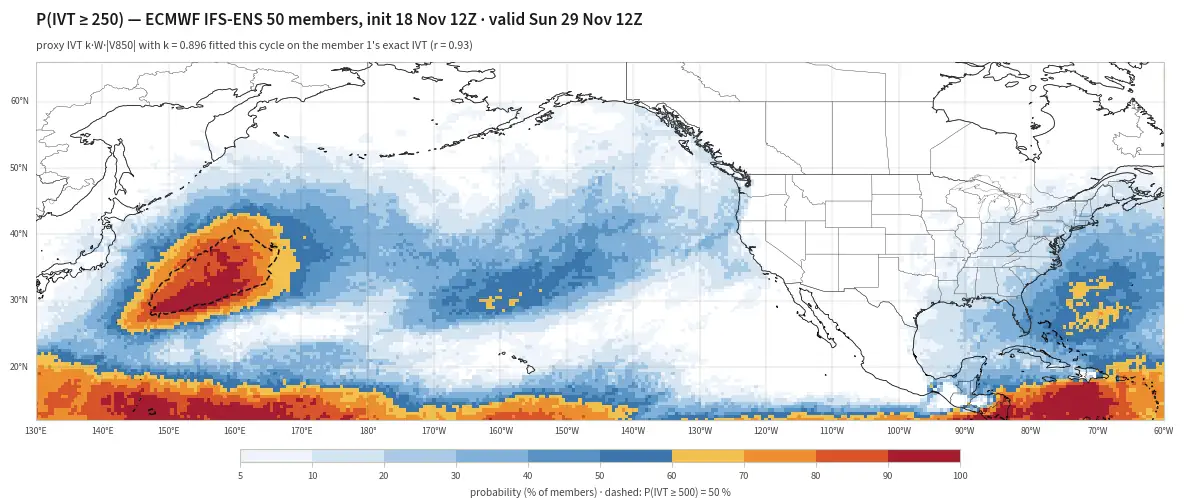 P(IVT ≥ 250) — ECMWF IFS-ENS 50 members, init 18 Nov 12Z · valid Sun 29 Nov 12Z
proxy IVT k·W·|V850| with k = 0.896 fitted this cycle on the member 1's exact IVT (r = 0.93)
60°N
50°N
40°N
30°N
20°N
130°E 140°E 150°E 160°E 170°E 180° 170°W 160°W 150°W 140°W 130°W 120°W 110°W 100°W 90°W 80°W 70°W 60°W
5 10 20 30 40 50 60 70 80 90 100
probability (% of members) · dashed: P(IVT ≥ 500) = 50 %